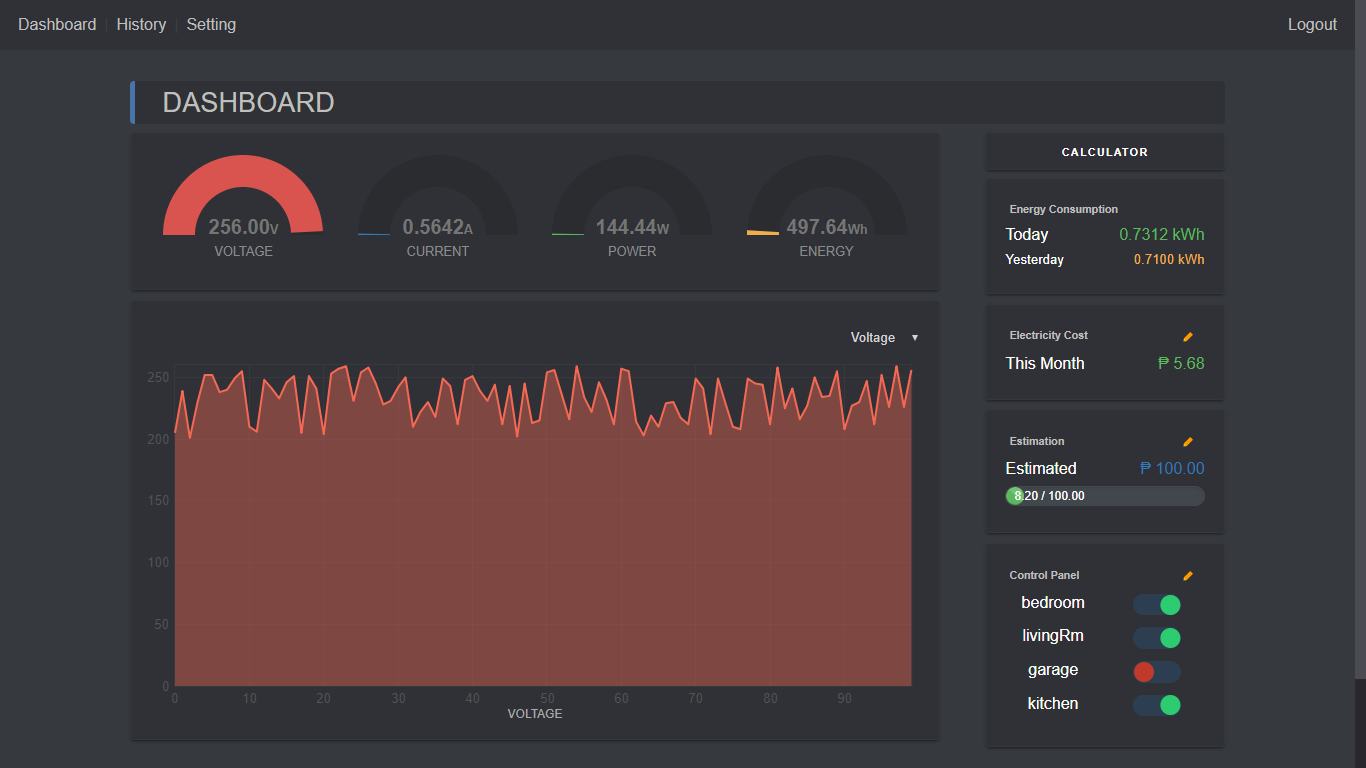 Dashboard History Setting Logout
DASHBOARD
256.00V
VOLTAGE
0.5642A
CURRENT
144.44W
POWER
497.64Wh
ENERGY
Voltage ▼
250
200
150
100
50
0
0 10 20 30 40 50 60 70 80 90
VOLTAGE
CALCULATOR
Energy Consumption
Today 0.7312 kWh
Yesterday 0.7100 kWh
Electricity Cost
This Month ₱ 5.68
Estimation
Estimated ₱ 100.00
8.20 / 100.00
Control Panel
bedroom
livingRm
garage
kitchen